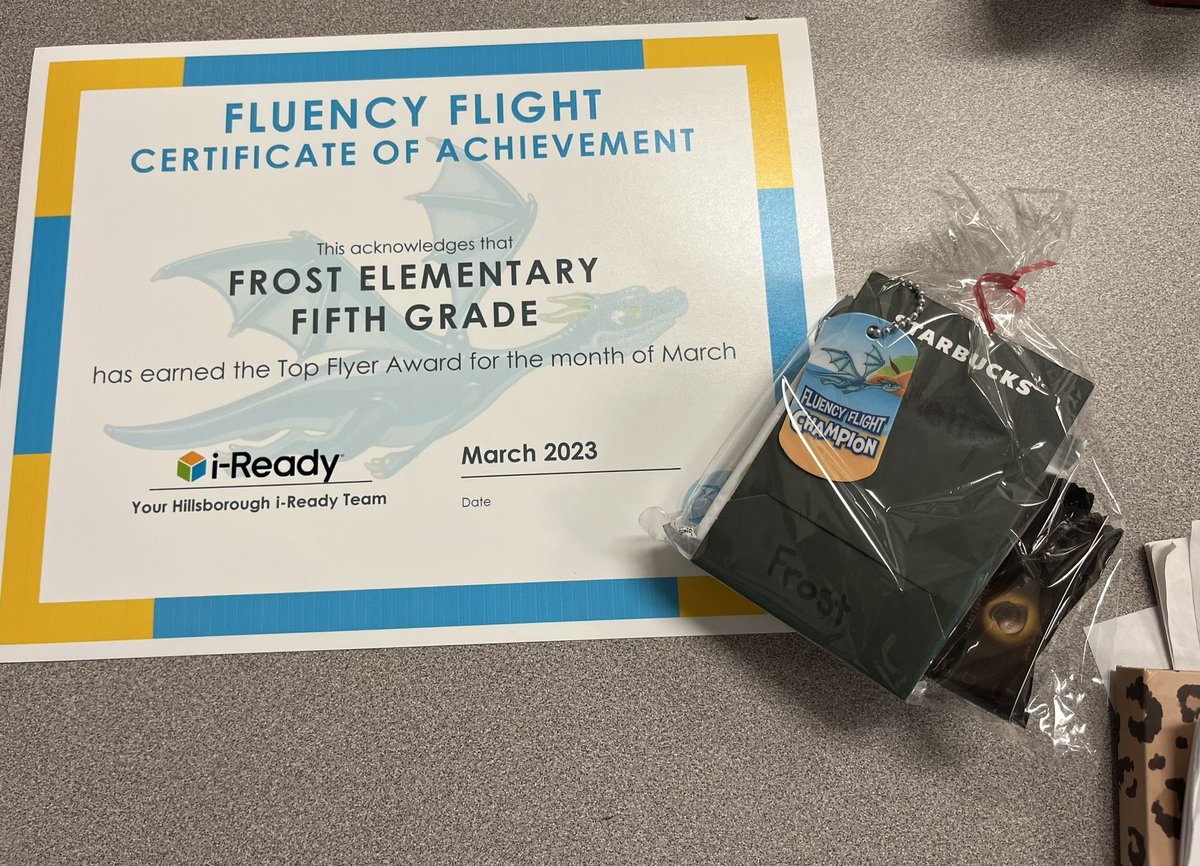 FLUENCY FLIGHT
CERTIFICATE OF ACHIEVEMENT
This acknowledges that
FROST ELEMENTARY
FIFTH GRADE
has earned the Top Flyer Award for the month of March
i-Ready
Your Hillsborough i-Ready Team
March 2023
Date
STARBUCKS
FLUENCY FLIGHT
CHAMPION
Frost